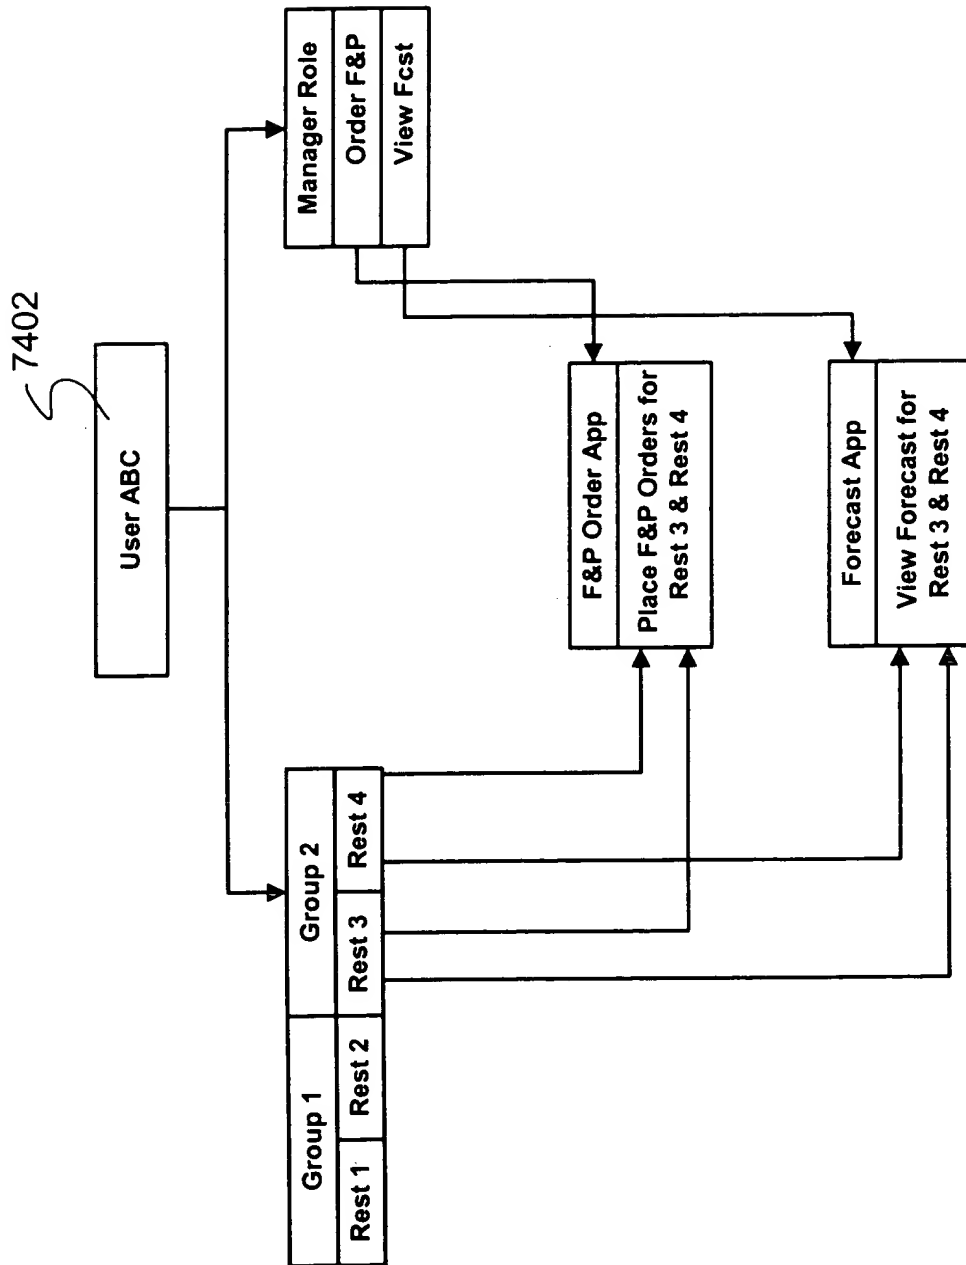 7402
User ABC
Group 1
Group 2
Rest 1
Rest 2
Rest 3
Rest 4
Manager Role
Order F&P
View Fcst
F&P Order App
Place F&P Orders for
Rest 3 & Rest 4
Forecast App
View Forecast for
Rest 3 & Rest 4